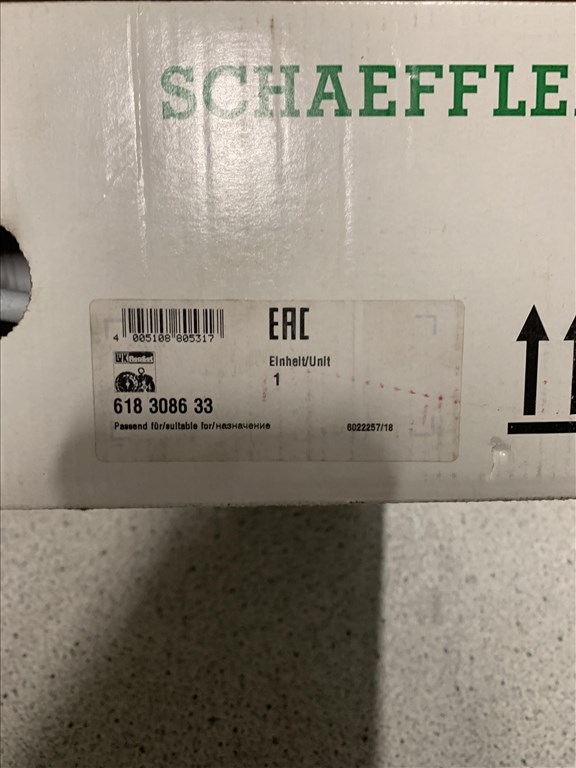 SCHAEFFLE
EAC
4 005108 805317
Einheit/Unit
LuK RepSet
1
618 3086 33
Passend für/suitable for/назначение
6022257/18